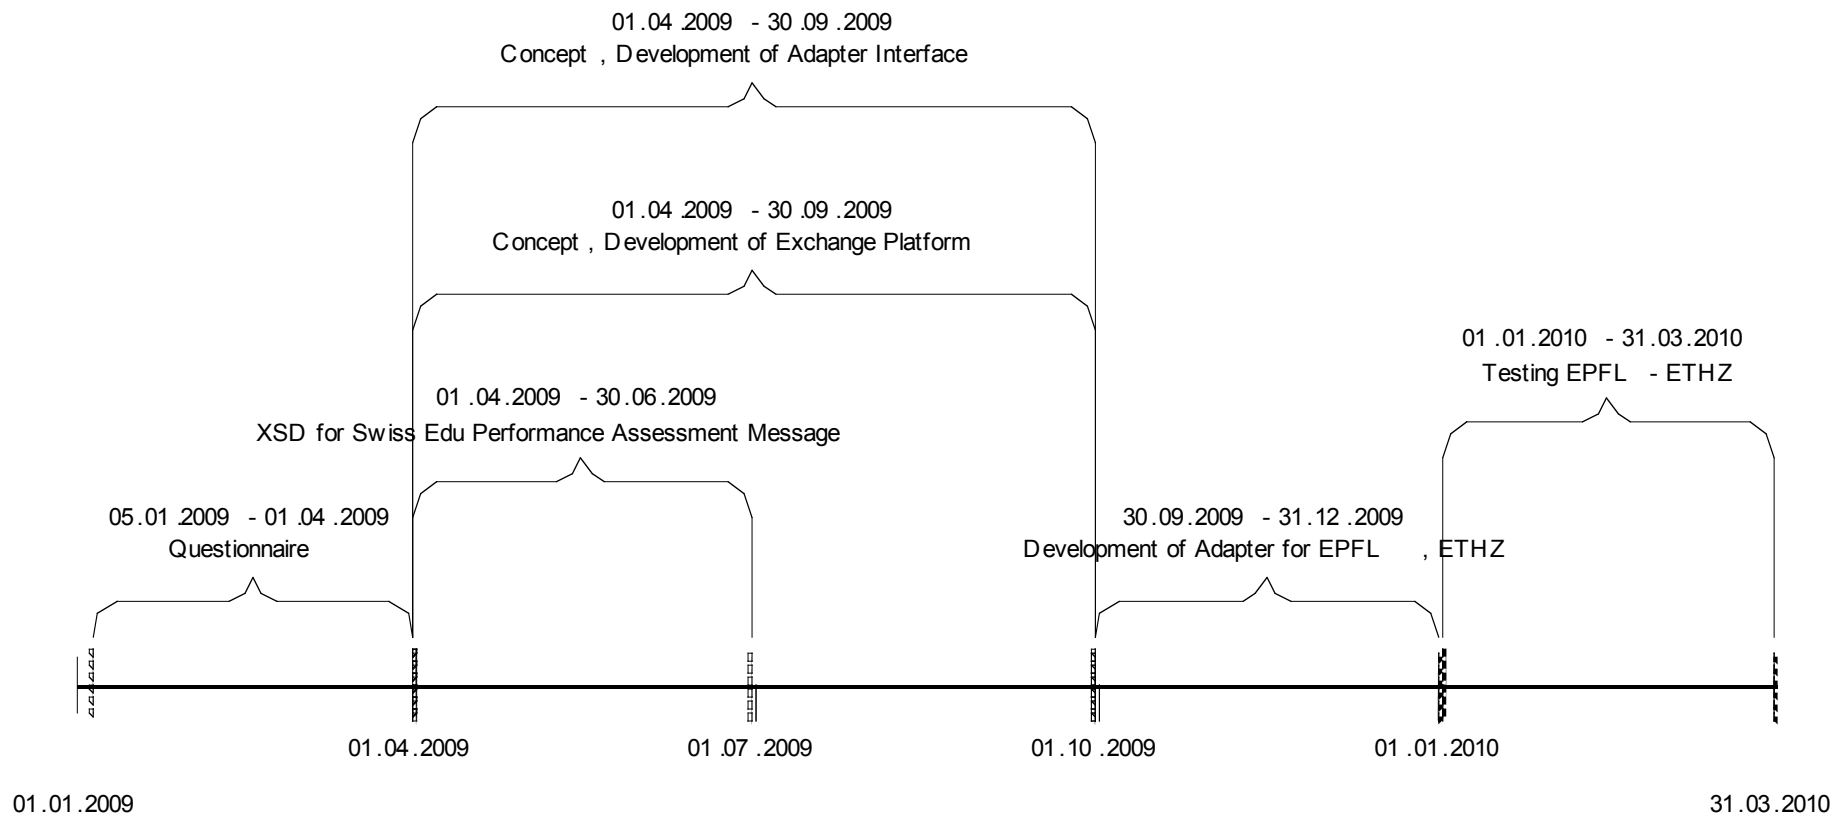 01.04.2009 - 30.09.2009
Concept, Development of Adapter Interface
01.04.2009 - 30.09.2009
Concept, Development of Exchange Platform
01.01.2010 - 31.03.2010
Testing EPFL - ETHZ
01.04.2009 - 30.06.2009
XSD for Swiss Edu Performance Assessment Message
05.01.2009 - 01.04.2009
Questionnaire
30.09.2009 - 31.12.2009
Development of Adapter for EPFL, ETHZ
01.04.2009
01.07.2009
01.10.2009
01.01.2010
01.01.2009
31.03.2010